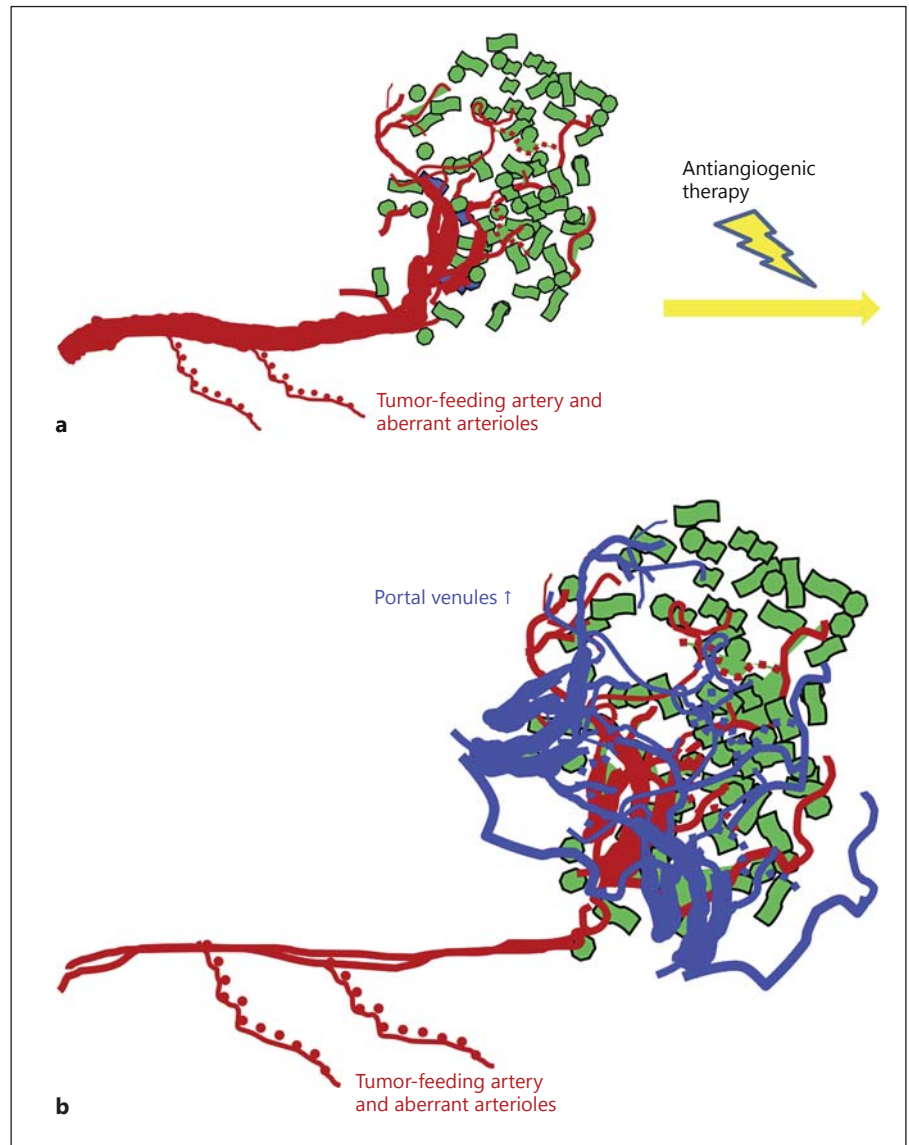 Antiangiogenic
therapy
Tumor-feeding artery and
aberrant arterioles
a
Portal venules ↑
Tumor-feeding artery
and aberrant arterioles
b